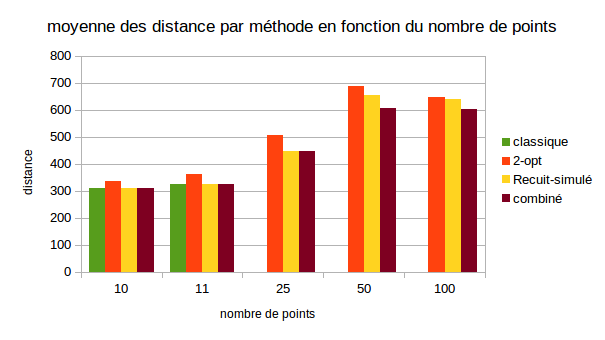 moyenne des distance par méthode en fonction du nombre de points
800
700
600
500
400
300
200
100
0
distance
10 11 25 50 100
nombre de points
classique
2-opt
Recuit-simulé
combiné